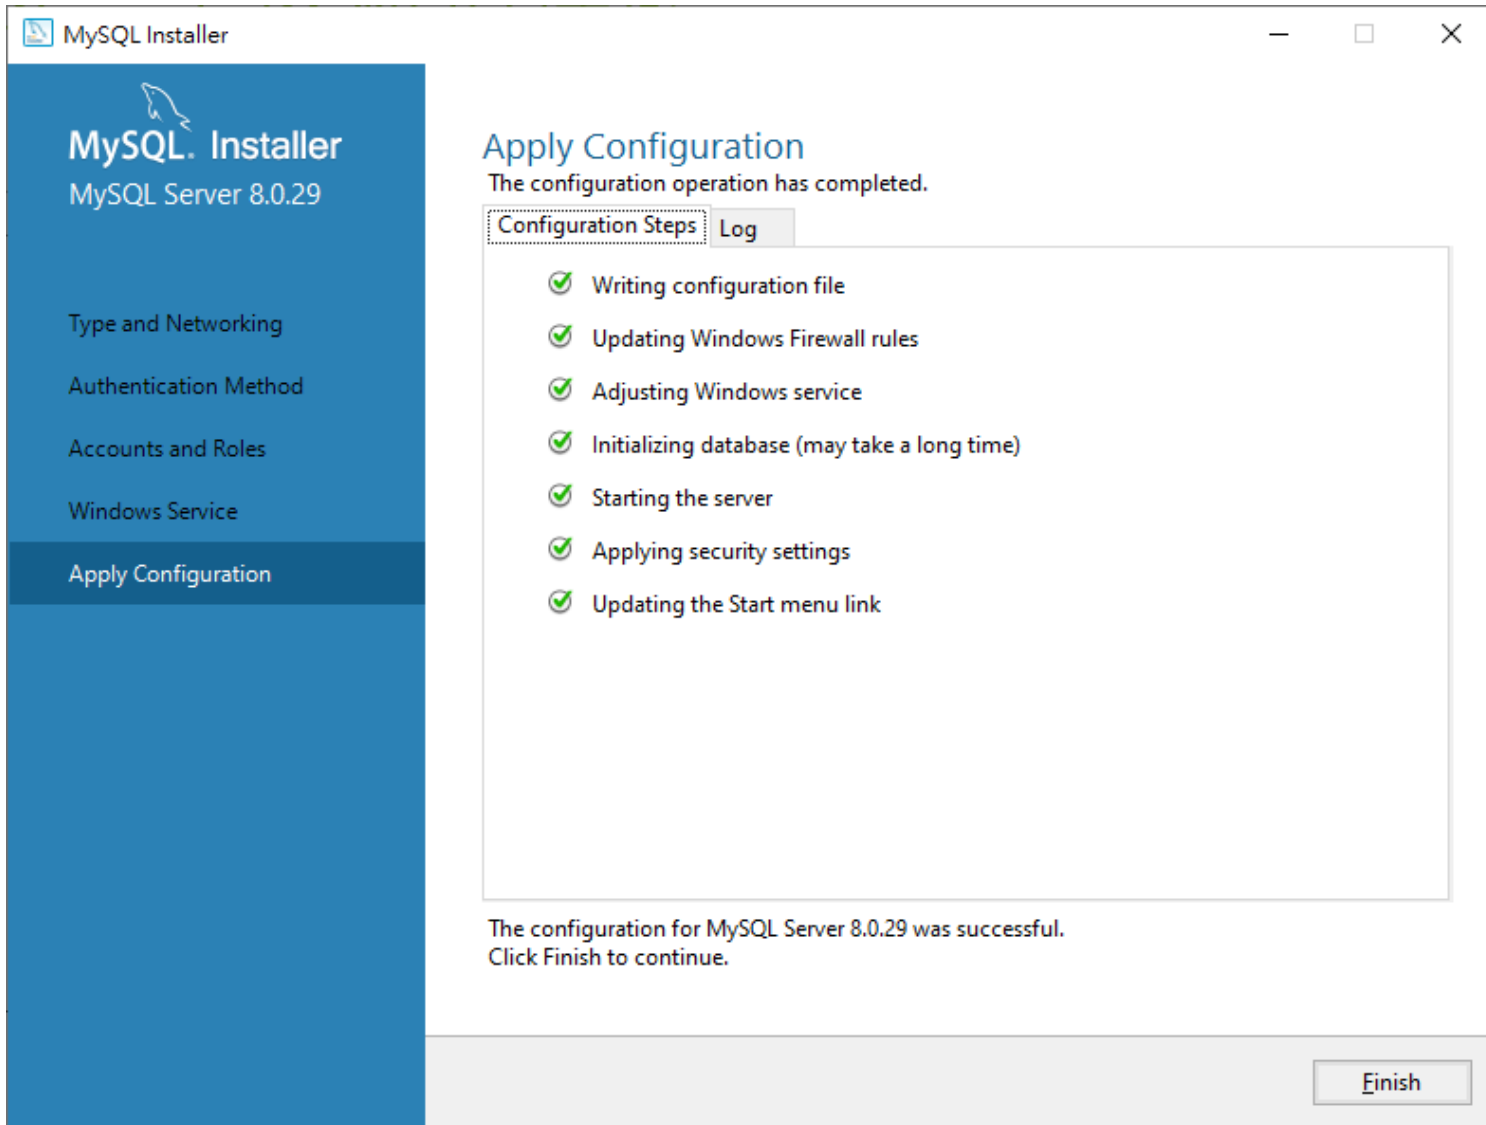 MySQL Installer
MySQL. Installer
MySQL Server 8.0.29
Type and Networking
Authentication Method
Accounts and Roles
Windows Service
Apply Configuration
Apply Configuration
The configuration operation has completed.
Configuration Steps
Log
Writing configuration file
Updating Windows Firewall rules
Adjusting Windows service
Initializing database (may take a long time)
Starting the server
Applying security settings
Updating the Start menu link
The configuration for MySQL Server 8.0.29 was successful.
Click Finish to continue.
Finish